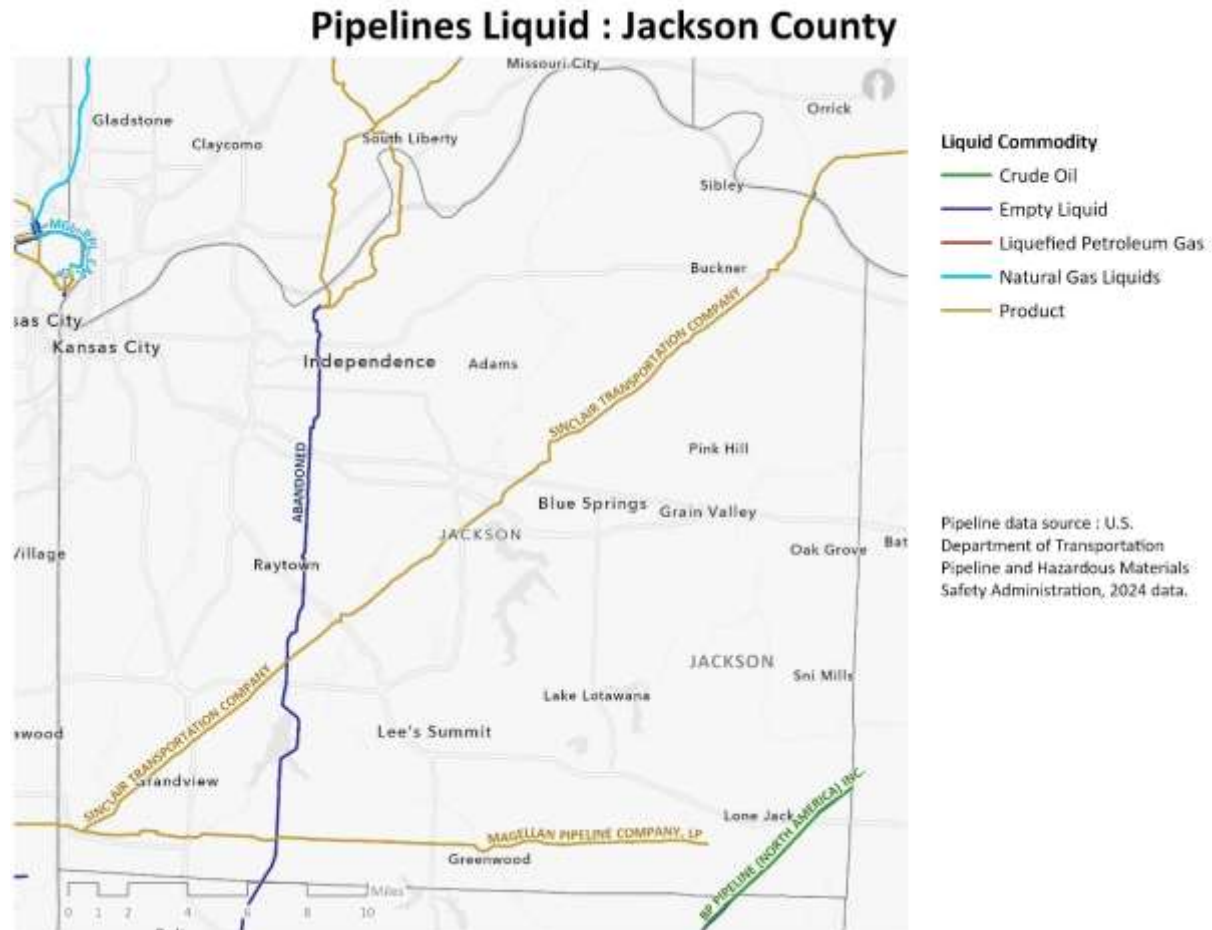 Pipelines Liquid : Jackson County
Missouri City
Orrick
Gladstone
Claycomo
South Liberty
Sibley
Buckner
sas City
Kansas City
Independence
Adams
SINCLAIR TRANSPORTATION COMPANY
ABANDONED
Pink Hill
Blue Springs
Grain Valley
JACKSON
Village
Raytown
Oak Grove
Bat
JACKSON
Sni Mills
Lake Lotawana
awood
Lee's Summit
SINCLAIR TRANSPORTATION COMPANY
Grandview
Lone Jack
MAGELLAN PIPELINE COMPANY, LP
Greenwood
BP PIPELINE (NORTH AMERICA) INC.
Miles
0 1 2 4 6 8 10
Liquid Commodity
Crude Oil
Empty Liquid
Liquefied Petroleum Gas
Natural Gas Liquids
Product
Pipeline data source : U.S.
Department of Transportation
Pipeline and Hazardous Materials
Safety Administration, 2024 data.